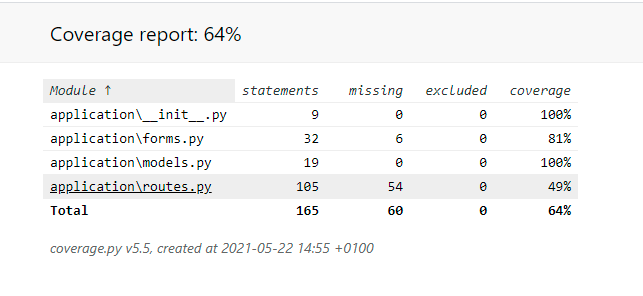 Coverage report: 64%
Module ↑ statements missing excluded coverage
application\__init__.py 9 0 0 100%
application\forms.py 32 6 0 81%
application\models.py 19 0 0 100%
application\routes.py 105 54 0 49%
Total 165 60 0 64%
coverage.py v5.5, created at 2021-05-22 14:55 +0100